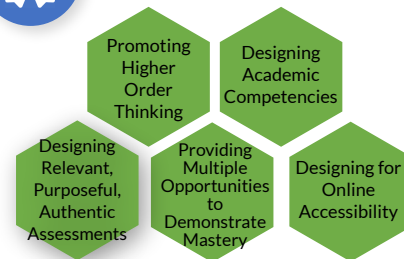 Promoting
Higher
Order
Thinking
Designing
Academic
Competencies
Designing
Relevant,
Purposeful,
Authentic
Assessments
Providing
Multiple
Opportunities
to
Demonstrate
Mastery
Designing for
Online
Accessibility